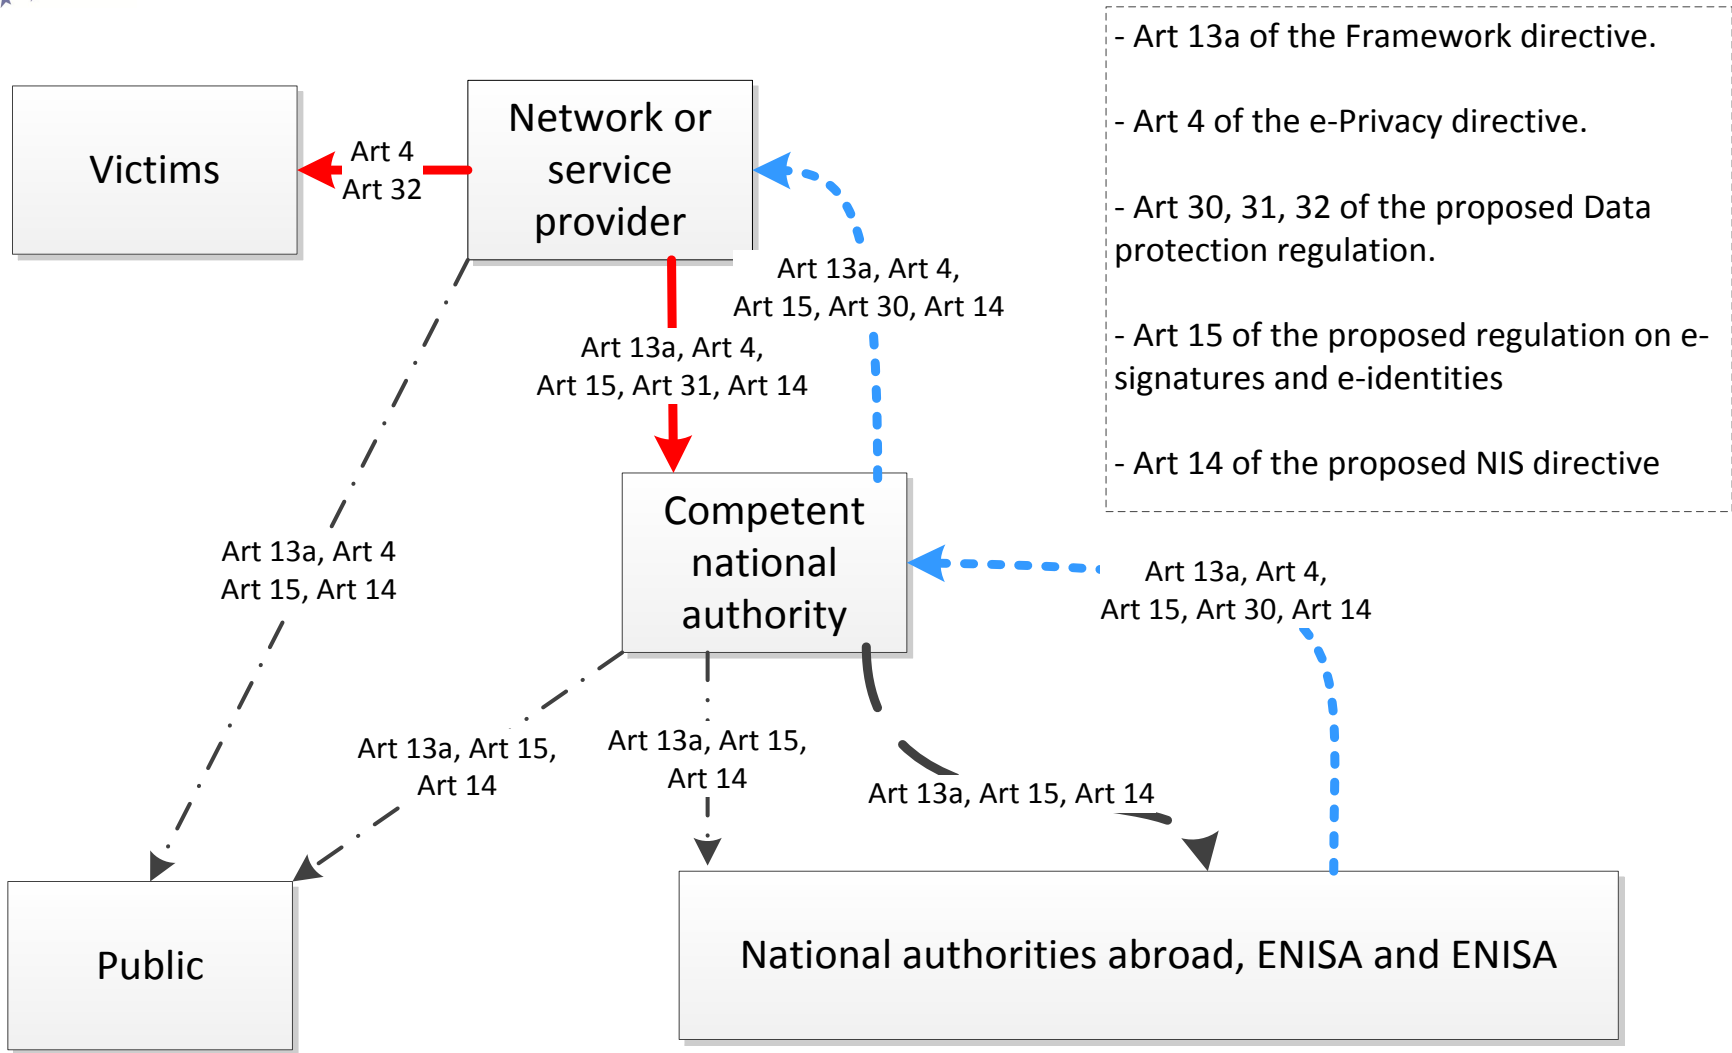 - Art 13a of the Framework directive.
- Art 4 of the e-Privacy directive.
- Art 30, 31, 32 of the proposed Data
protection regulation.
- Art 15 of the proposed regulation on e-
signatures and e-identities
- Art 14 of the proposed NIS directive
Victims
Art 4
Art 32
Network or
service
provider
Art 13a, Art 4,
Art 15, Art 30, Art 14
Art 13a, Art 4,
Art 15, Art 31, Art 14
Competent
national
authority
Art 13a, Art 4
Art 15, Art 14
Art 13a, Art 4,
Art 15, Art 30, Art 14
Art 13a, Art 15,
Art 14
Art 13a, Art 15,
Art 14
Art 13a, Art 15, Art 14
Public
National authorities abroad, ENISA and ENISA